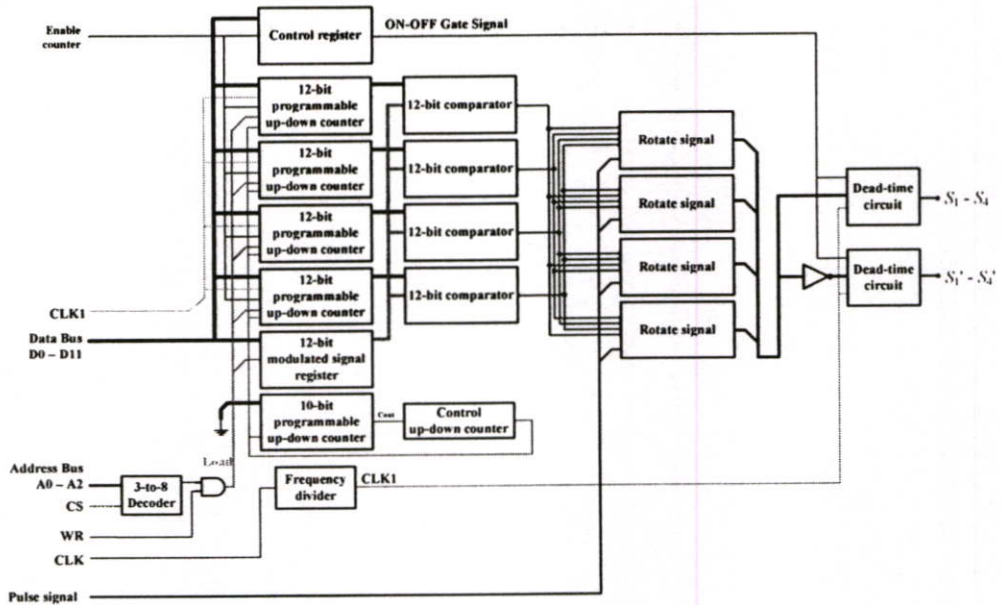 Enable
counter
Control register
ON-OFF Gate Signal
12-bit
programmable
up-down counter
12-bit comparator
12-bit
programmable
up-down counter
12-bit comparator
12-bit
programmable
up-down counter
12-bit comparator
12-bit
programmable
up-down counter
12-bit comparator
Rotate signal
Rotate signal
Rotate signal
Rotate signal
Dead-time
circuit
S₁ - S₄
Dead-time
circuit
S₁' - S₄'
CLK1
Data Bus
D0 – D11
12-bit
modulated signal
register
10-bit
programmable
up-down counter
Cout
Control
up-down counter
Load
Address Bus
A0 – A2
CS
3-to-8
Decoder
WR
CLK
Frequency
divider
CLK1
Pulse signal